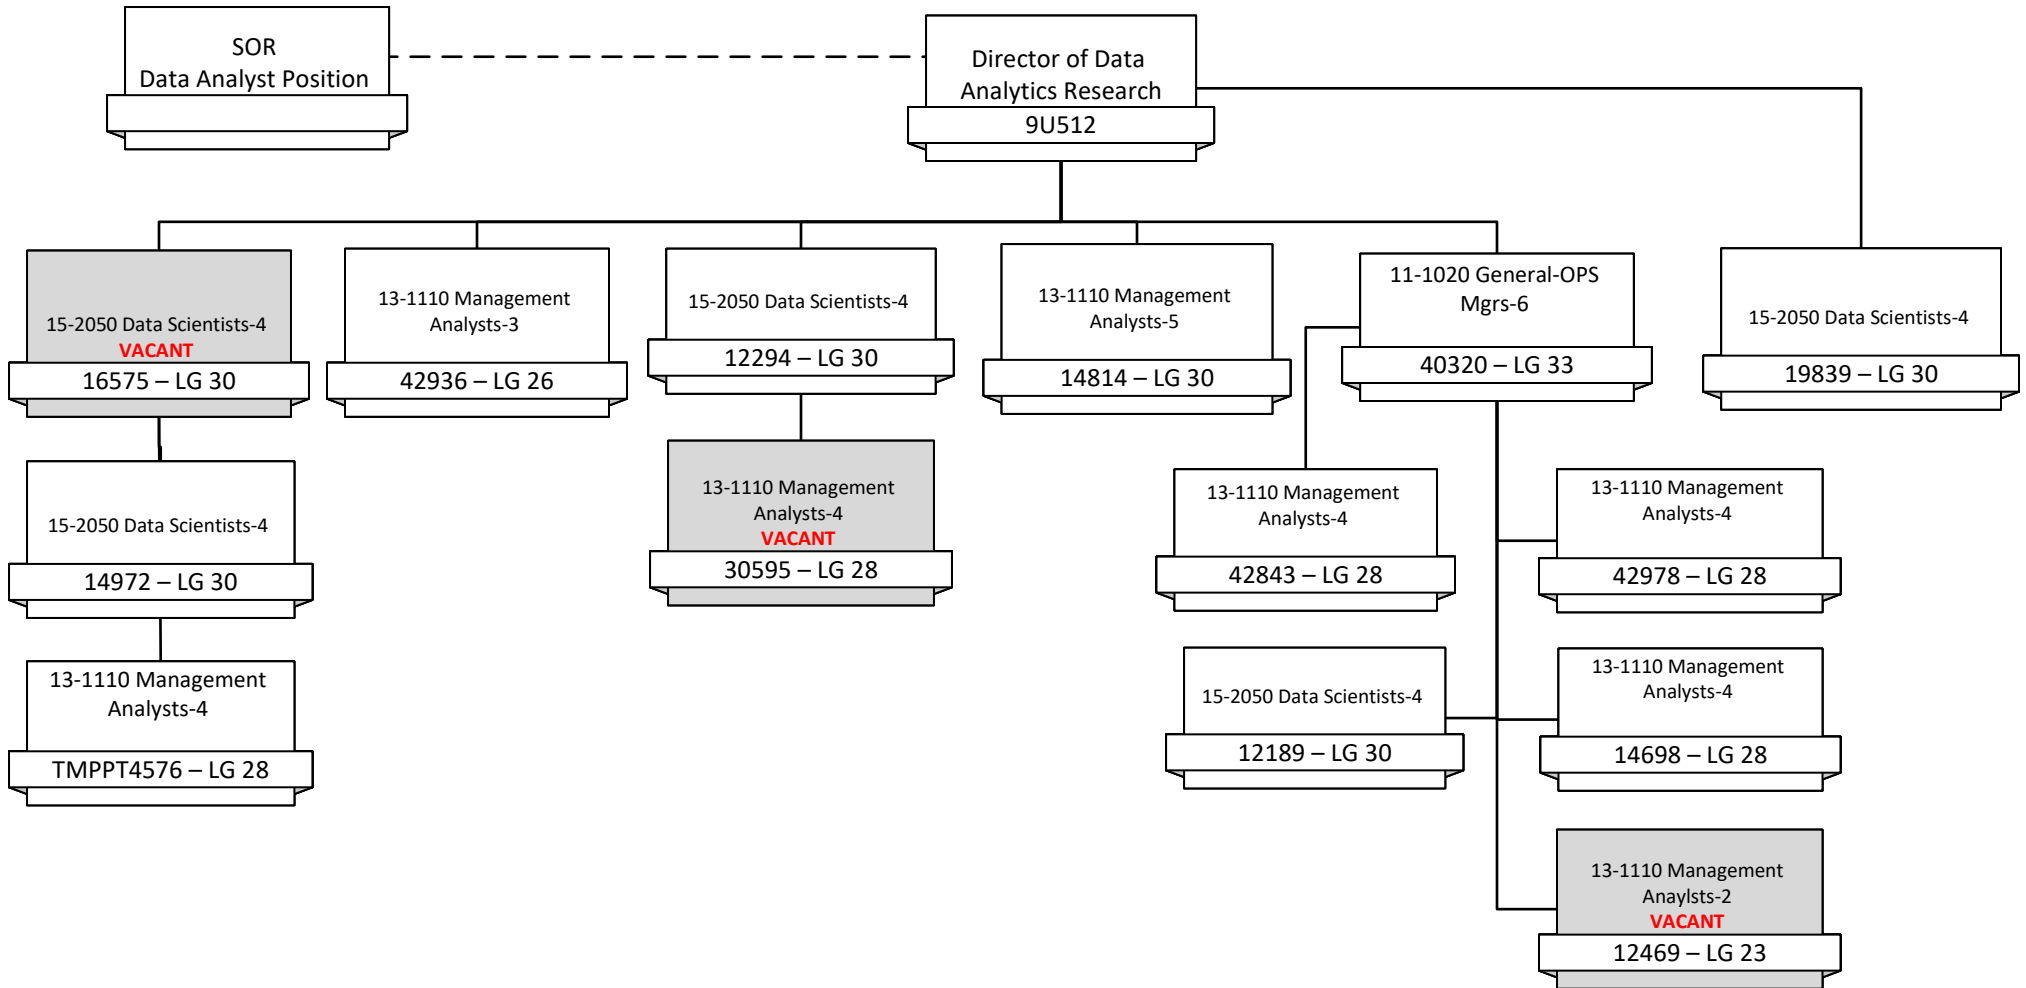 SOR
Data Analyst Position
Director of Data
Analytics Research
9U512
15-2050 Data Scientists-4
VACANT
16575 – LG 30
13-1110 Management
Analysts-3
42936 – LG 26
15-2050 Data Scientists-4
12294 – LG 30
13-1110 Management
Analysts-5
14814 – LG 30
11-1020 General-OPS
Mgrs-6
40320 – LG 33
15-2050 Data Scientists-4
19839 – LG 30
15-2050 Data Scientists-4
14972 – LG 30
13-1110 Management
Analysts-4
VACANT
30595 – LG 28
13-1110 Management
Analysts-4
42843 – LG 28
13-1110 Management
Analysts-4
42978 – LG 28
13-1110 Management
Analysts-4
TMPPT4576 – LG 28
15-2050 Data Scientists-4
12189 – LG 30
13-1110 Management
Analysts-4
14698 – LG 28
13-1110 Management
Anaylsts-2
VACANT
12469 – LG 23